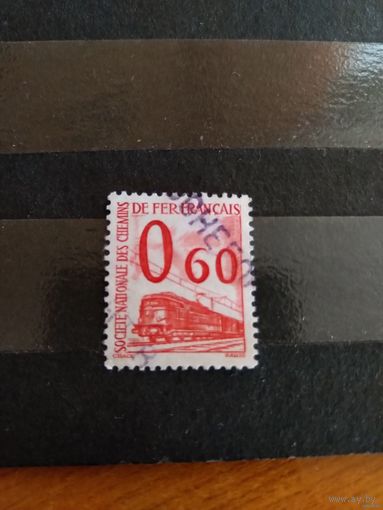 SOCIETE NATIONALE DES CHEMINS
DE FER FRANCAIS
0 60
www.ay.by